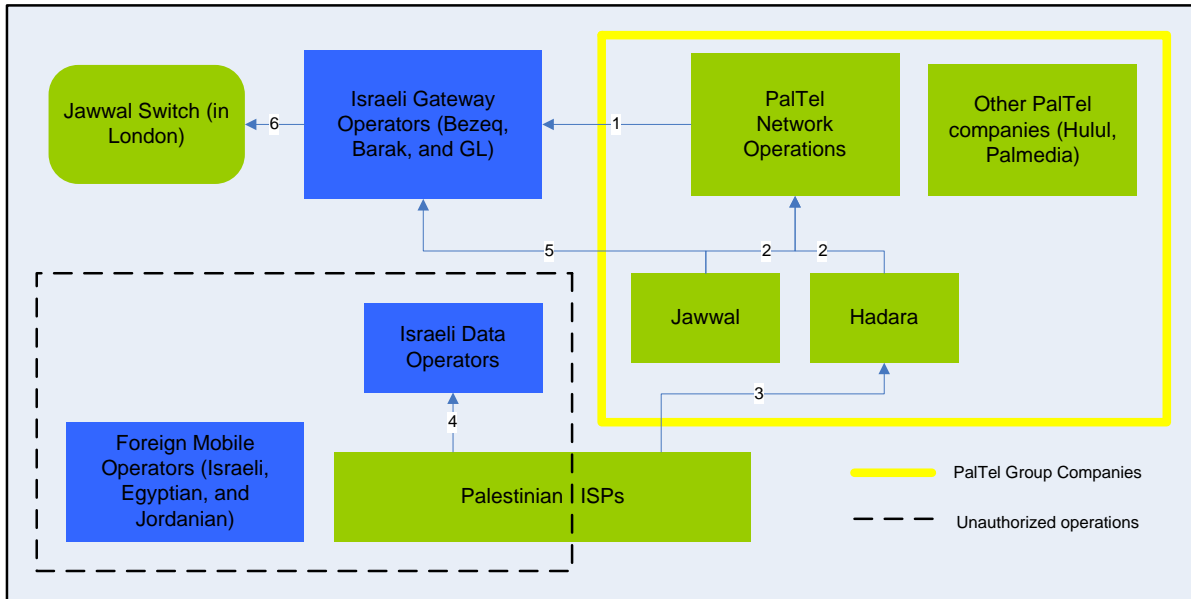 Jawwal Switch (in
London)
6
Israeli Gateway
Operators (Bezeq,
Barak, and GL)
1
PalTel
Network
Operations
Other PalTel
companies (Hulul,
Palmedia)
5
2
2
Jawwal
Hadara
Israeli Data
Operators
3
4
Foreign Mobile
Operators (Israeli,
Egyptian, and
Jordanian)
Palestinian ISPs
PalTel Group Companies
Unauthorized operations